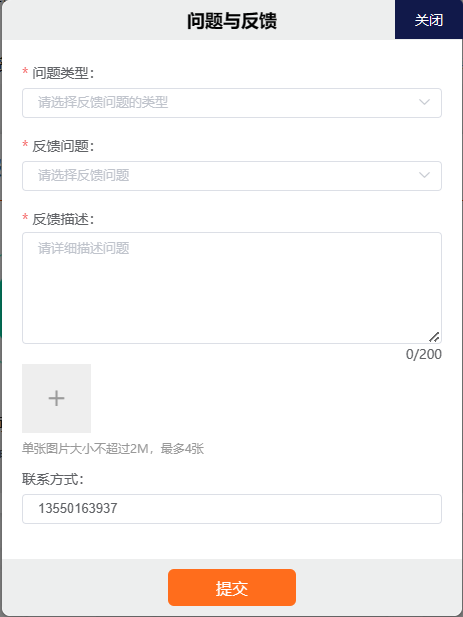 问题与反馈
关闭
* 问题类型：
请选择反馈问题的类型
* 反馈问题：
请选择反馈问题
* 反馈描述：
请详细描述问题
0/200
+
单张图片大小不超过2M，最多4张
联系方式：
13550163937
提交